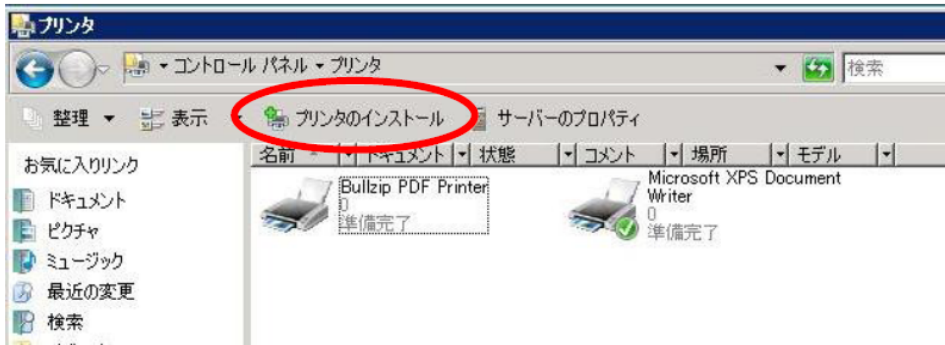 プリンタ
コントロール パネル プリンタ
検索
整理 表示 プリンタのインストール サーバーのプロパティ
お気に入りリンク
名前 ドキュメント 状態 コメント 場所 モデル
Bullzip PDF Printer
0
準備完了
Microsoft XPS Document
Writer
0
準備完了
ドキュメント
ピクチャ
ミュージック
最近の変更
検索